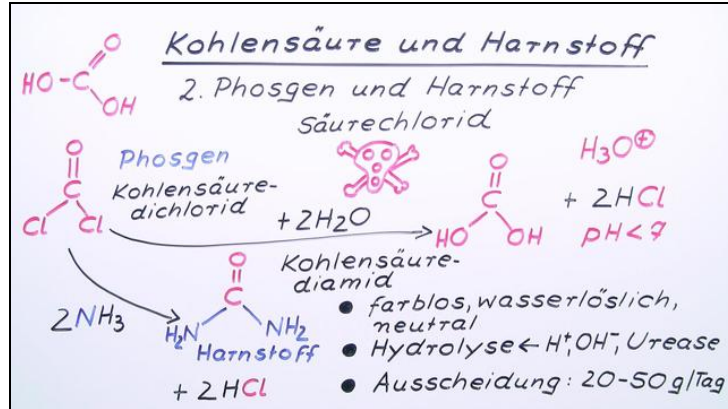 Kohlensäure und Harnstoff
2. Phosgen und Harnstoff
Säurechlorid
O
HO-C
OH
O
C
Cl Cl
Phosgen
Kohlensäure-
dichlorid
+2H₂O
O
C
HO OH
H₃O⊕
+ 2HCl
pH<7
2NH₃
O
C
H₂N NH₂
Harnstoff
+ 2HCl
Kohlensäure-
diamid
• farblos, wasserlöslich,
neutral
• Hydrolyse ← H⁺, OH⁻, Urease
• Ausscheidung: 20-50g/Tag